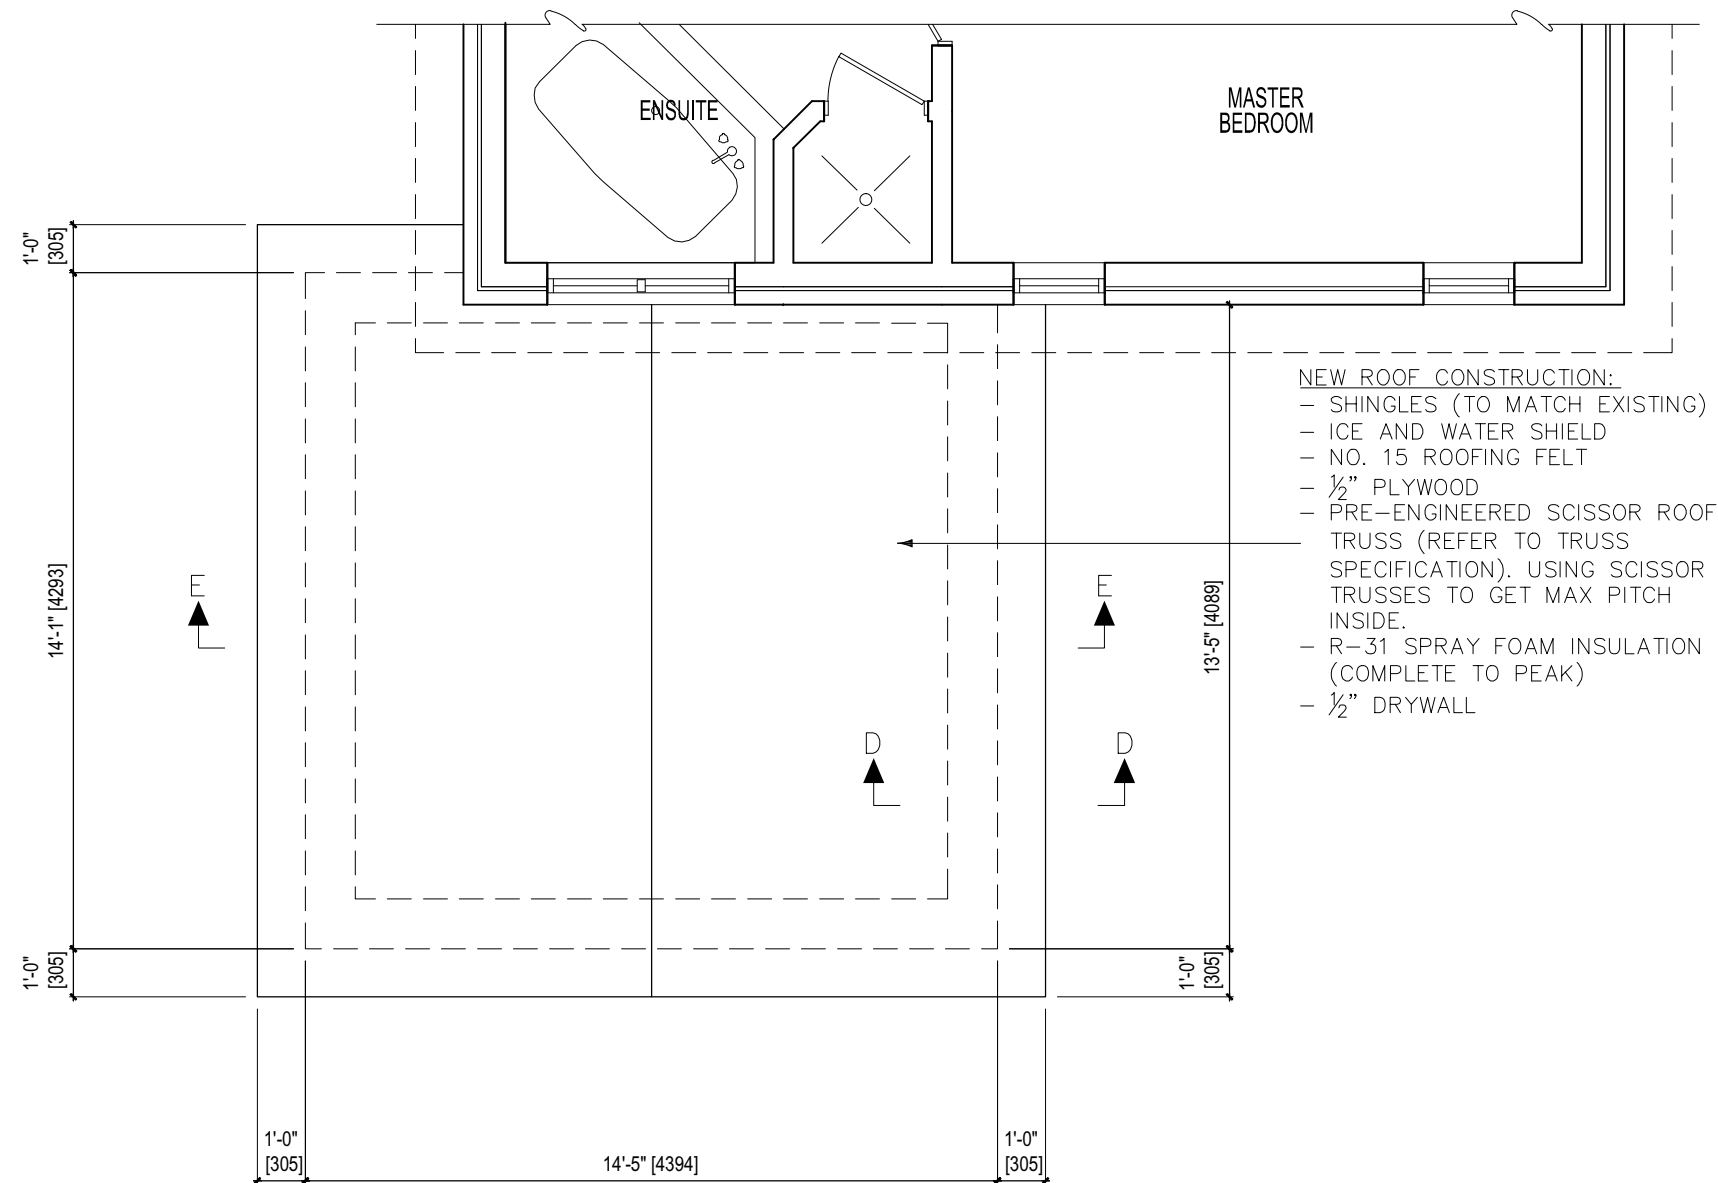 ENSUITE
MASTER
BEDROOM
1'-0"
[305]
NEW ROOF CONSTRUCTION:
– SHINGLES (TO MATCH EXISTING)
– ICE AND WATER SHIELD
– NO. 15 ROOFING FELT
– ½” PLYWOOD
– PRE–ENGINEERED SCISSOR ROOF
TRUSS (REFER TO TRUSS
SPECIFICATION). USING SCISSOR
TRUSSES TO GET MAX PITCH
INSIDE.
– R–31 SPRAY FOAM INSULATION
(COMPLETE TO PEAK)
– ½” DRYWALL
14'-1" [4293]
E
E
13'-5" [4089]
D
D
1'-0"
[305]
1'-0"
[305]
1'-0"
[305]
14'-5" [4394]
1'-0"
[305]